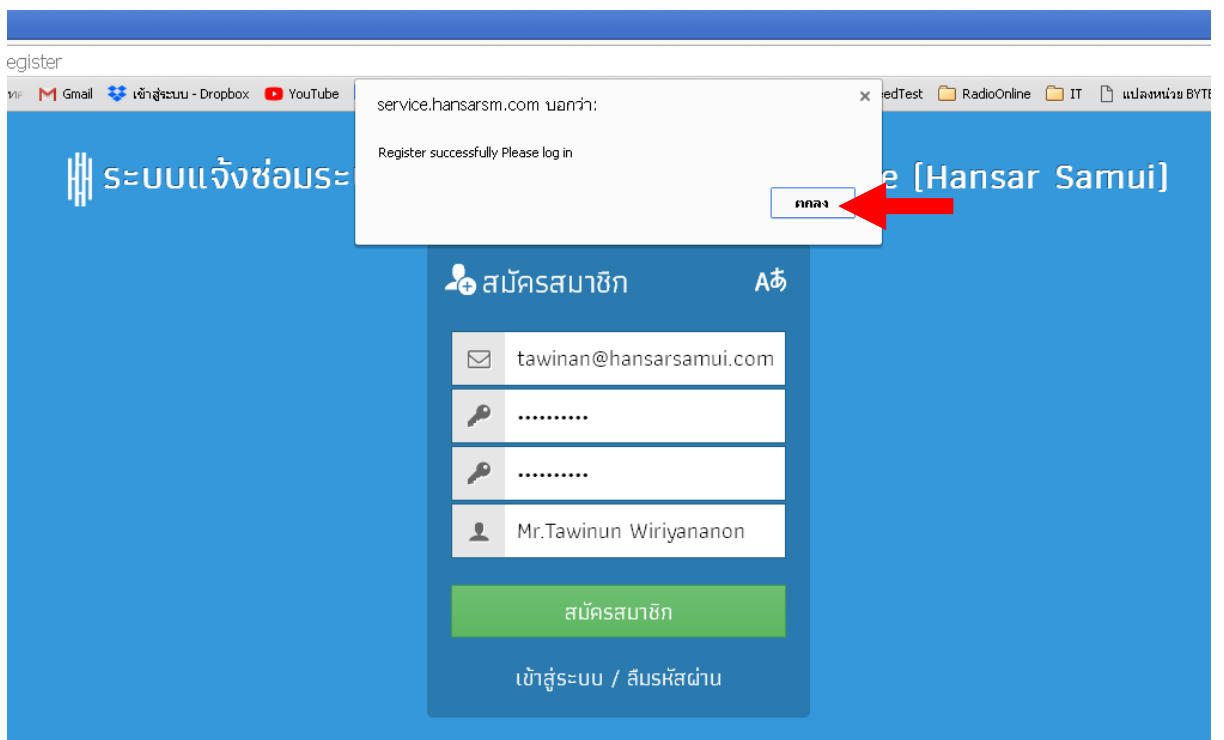 egister
Gmail เข้าสู่ระบบ - Dropbox YouTube edTest RadioOnline IT แปลงหน่วย BYTE
service.hansarsm.com บอกว่า: ×
Register successfully Please log in
ตกลง
ระบบแจ้งซ่อมระ e [Hansar Samui]
สมัครสมาชิก Aあ
tawinan@hansarsamui.com
••••••••••
••••••••••
Mr.Tawinun Wiriyananon
สมัครสมาชิก
เข้าสู่ระบบ / ลืมรหัสผ่าน